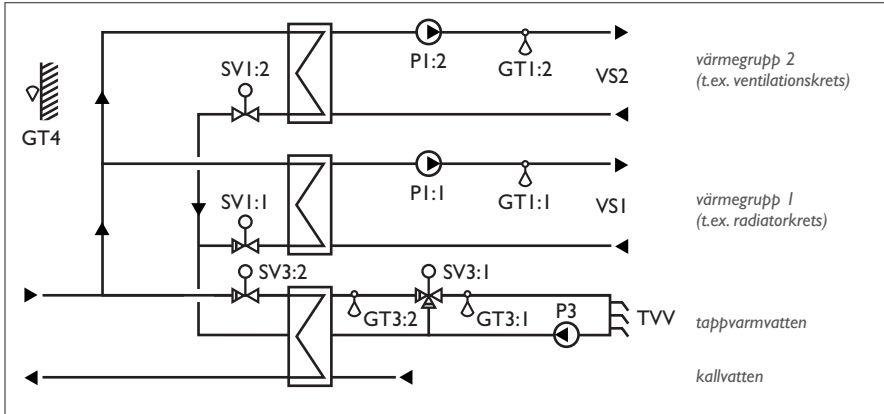 SV1:2
P1:2
GT1:2
VS2
värmegrupp 2
(t.ex. ventilationskrets)
GT4
SV1:1
P1:1
GT1:1
VS1
värmegrupp 1
(t.ex. radiatorkrets)
SV3:2
SV3:1
GT3:2
GT3:1
P3
TVV
tappvarmvatten
kallvatten